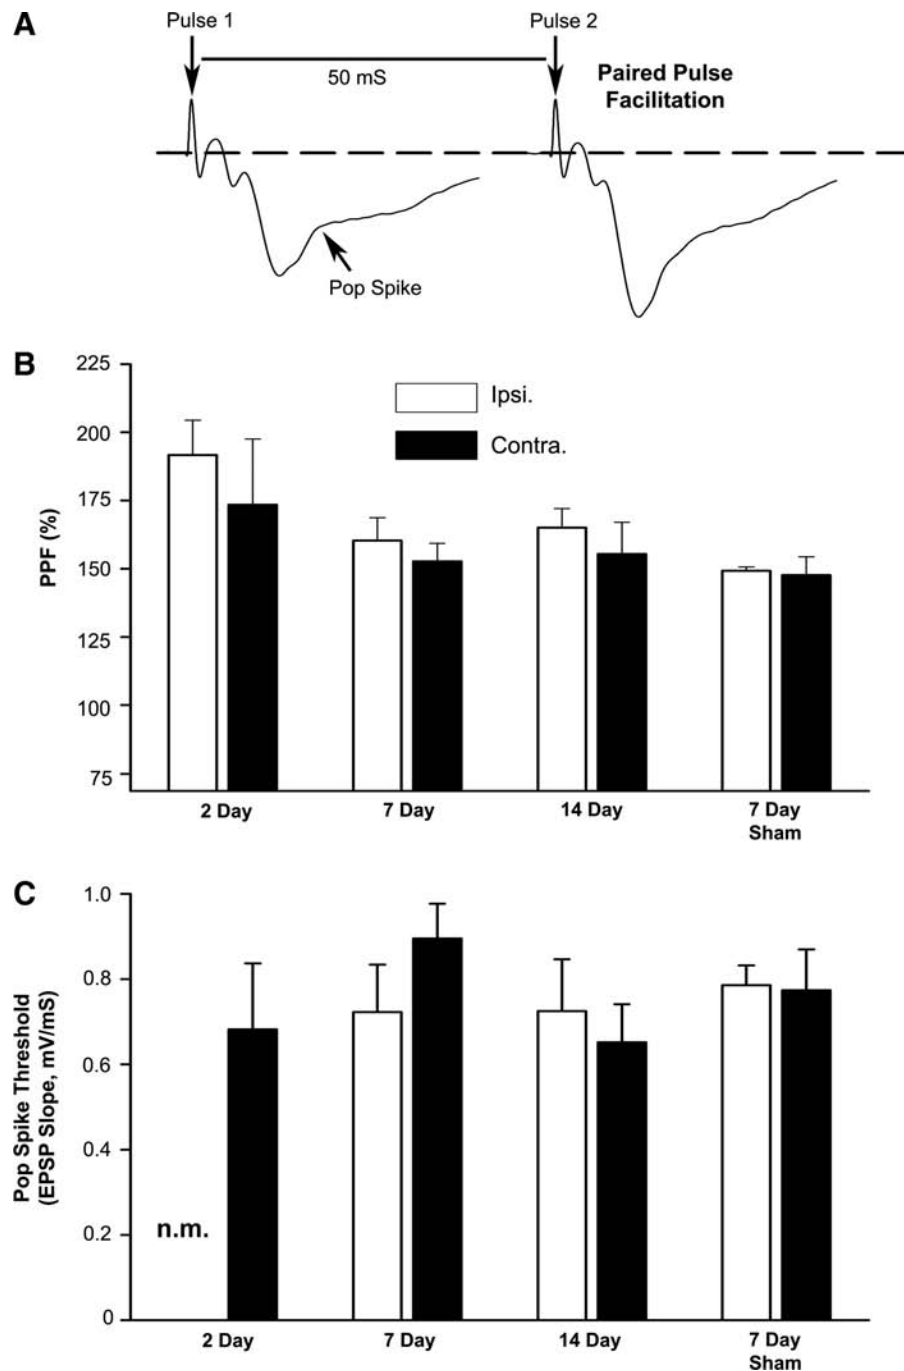 A
Pulse 1
Pulse 2
50 mS
Paired Pulse
Facilitation
Pop Spike
B
225
200
175
150
125
100
75
PPF (%)
Ipsi.
Contra.
2 Day
7 Day
14 Day
7 Day
Sham
C
1.0
0.8
0.6
0.4
0.2
0
Pop Spike Threshold
(EPSP Slope, mV/mS)
n.m.
2 Day
7 Day
14 Day
7 Day
Sham